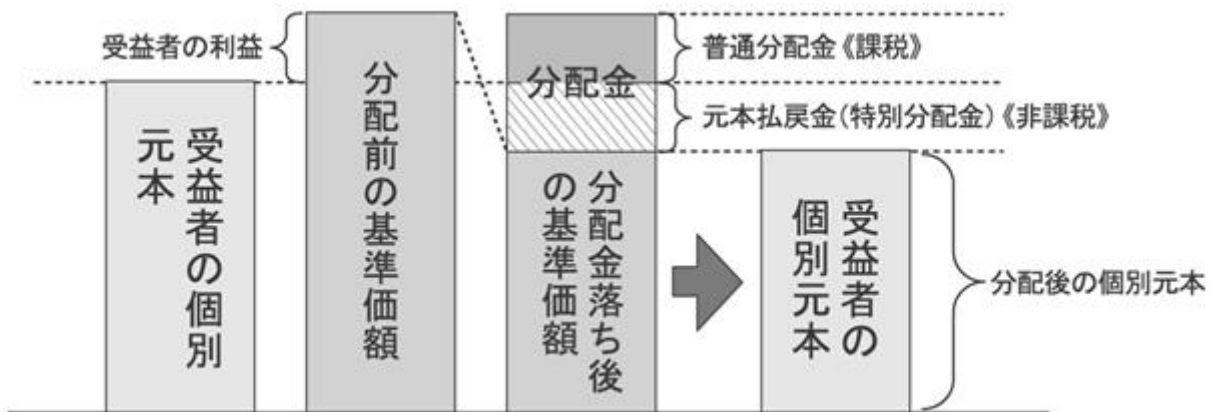 受益者の利益
受益者の個別
元本
分配前の基準価額
分配金
分配金落ち後
の基準価額
普通分配金《課税》
元本払戻金(特別分配金)《非課税》
受益者の
個別元本
分配後の個別元本